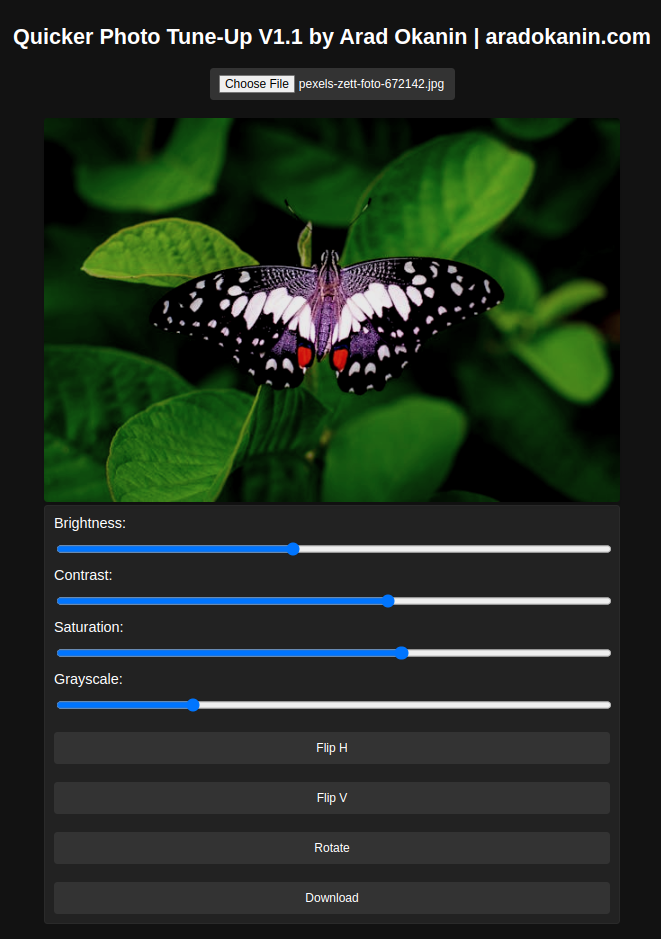 Quicker Photo Tune-Up V1.1 by Arad Okanin | aradokanin.com
Choose File pexels-zett-foto-672142.jpg
Brightness:
Contrast:
Saturation:
Grayscale:
Flip H
Flip V
Rotate
Download